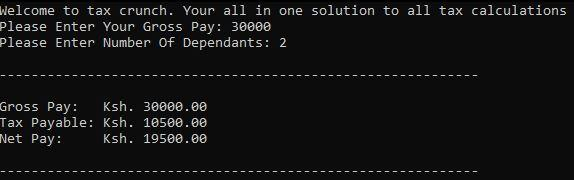 Welcome to tax crunch. Your all in one solution to all tax calculations
Please Enter Your Gross Pay: 30000
Please Enter Number Of Dependants: 2
------------------------------------------------------------
Gross Pay:   Ksh. 30000.00
Tax Payable: Ksh. 10500.00
Net Pay:     Ksh. 19500.00
------------------------------------------------------------